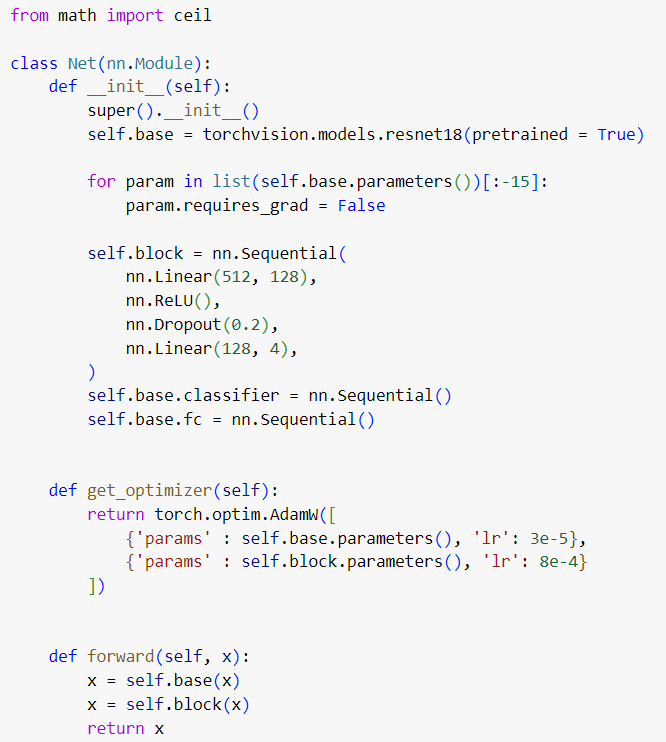 from math import ceil
class Net(nn.Module):
    def __init__(self):
        super().__init__()
        self.base = torchvision.models.resnet18(pretrained = True)
        for param in list(self.base.parameters())[:-15]:
            param.requires_grad = False
        self.block = nn.Sequential(
            nn.Linear(512, 128),
            nn.ReLU(),
            nn.Dropout(0.2),
            nn.Linear(128, 4),
        )
        self.base.classifier = nn.Sequential()
        self.base.fc = nn.Sequential()
    def get_optimizer(self):
        return torch.optim.AdamW([
            {'params' : self.base.parameters(), 'lr': 3e-5},
            {'params' : self.block.parameters(), 'lr': 8e-4}
        ])
    def forward(self, x):
        x = self.base(x)
        x = self.block(x)
        return x